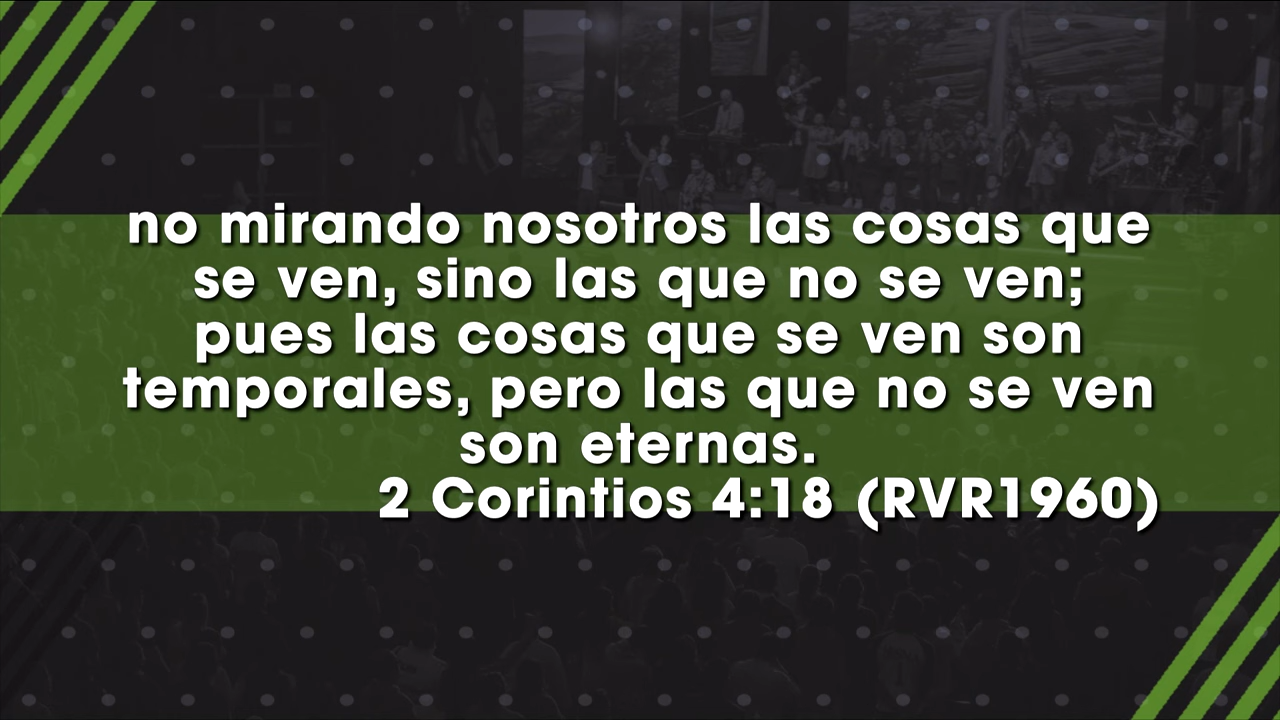 no mirando nosotros las cosas que
se ven, sino las que no se ven;
pues las cosas que se ven son
temporales, pero las que no se ven
son eternas.
2 Corintios 4:18 (RVR1960)